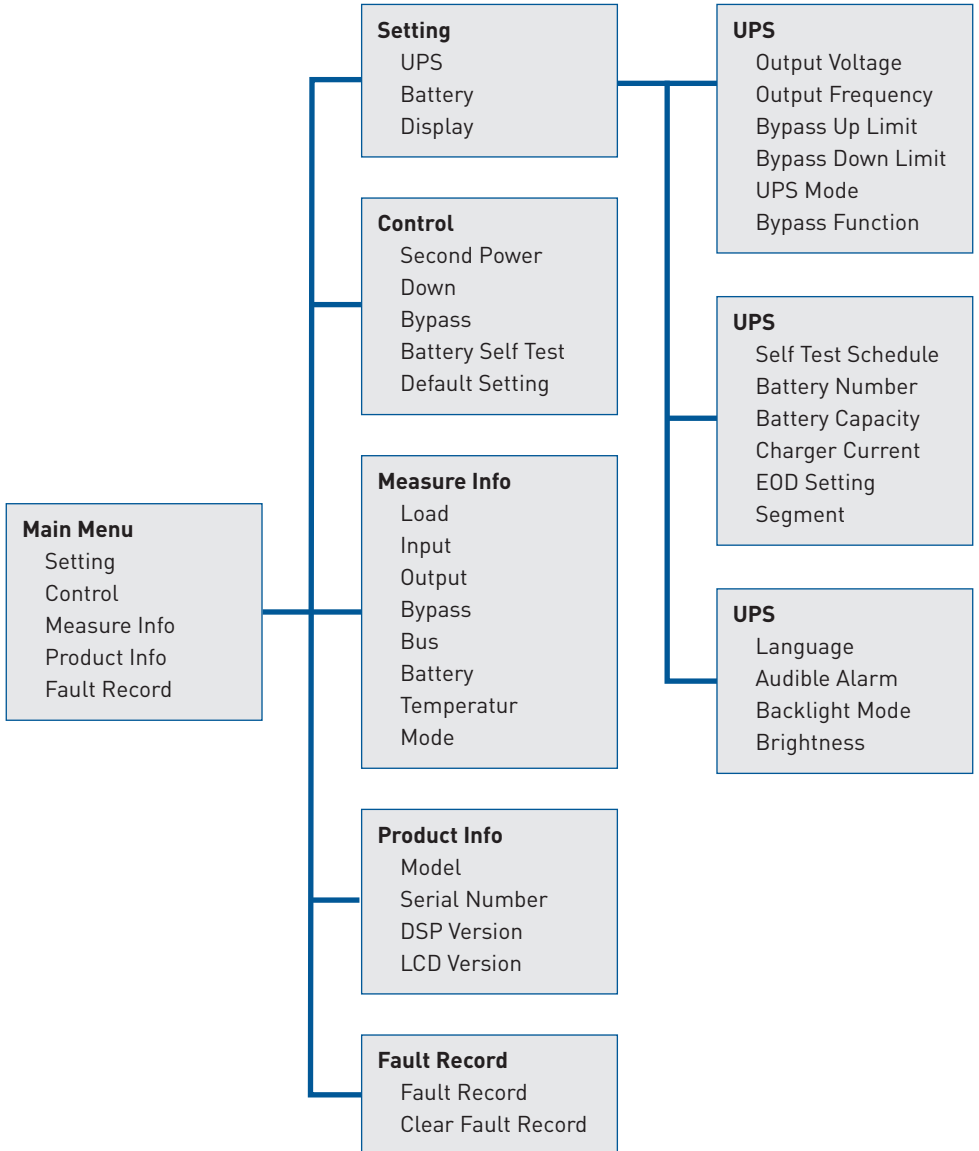 Main Menu
Setting
Control
Measure Info
Product Info
Fault Record
Setting
UPS
Battery
Display
Control
Second Power
Down
Bypass
Battery Self Test
Default Setting
Measure Info
Load
Input
Output
Bypass
Bus
Battery
Temperatur
Mode
Product Info
Model
Serial Number
DSP Version
LCD Version
Fault Record
Fault Record
Clear Fault Record
UPS
Output Voltage
Output Frequency
Bypass Up Limit
Bypass Down Limit
UPS Mode
Bypass Function
UPS
Self Test Schedule
Battery Number
Battery Capacity
Charger Current
EOD Setting
Segment
UPS
Language
Audible Alarm
Backlight Mode
Brightness